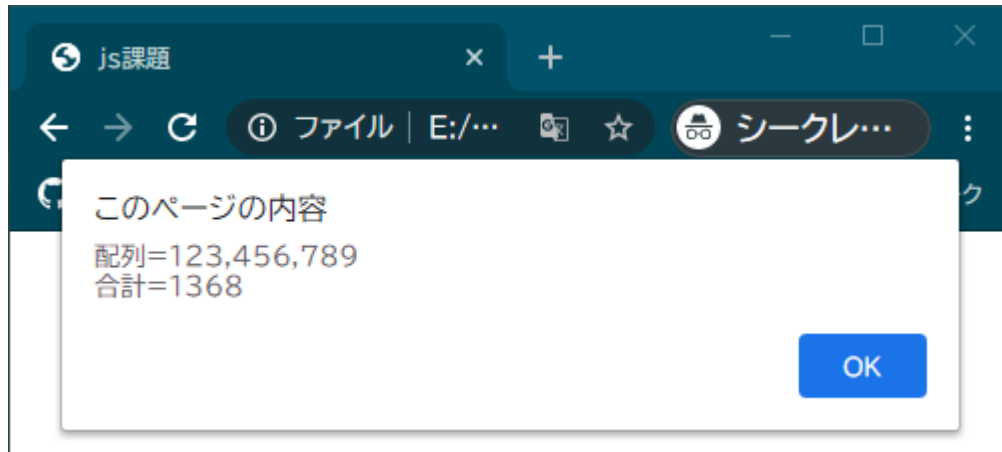 js課題
ファイル | E:/…
シークレ…
ク
このページの内容
配列=123,456,789
合計=1368
OK